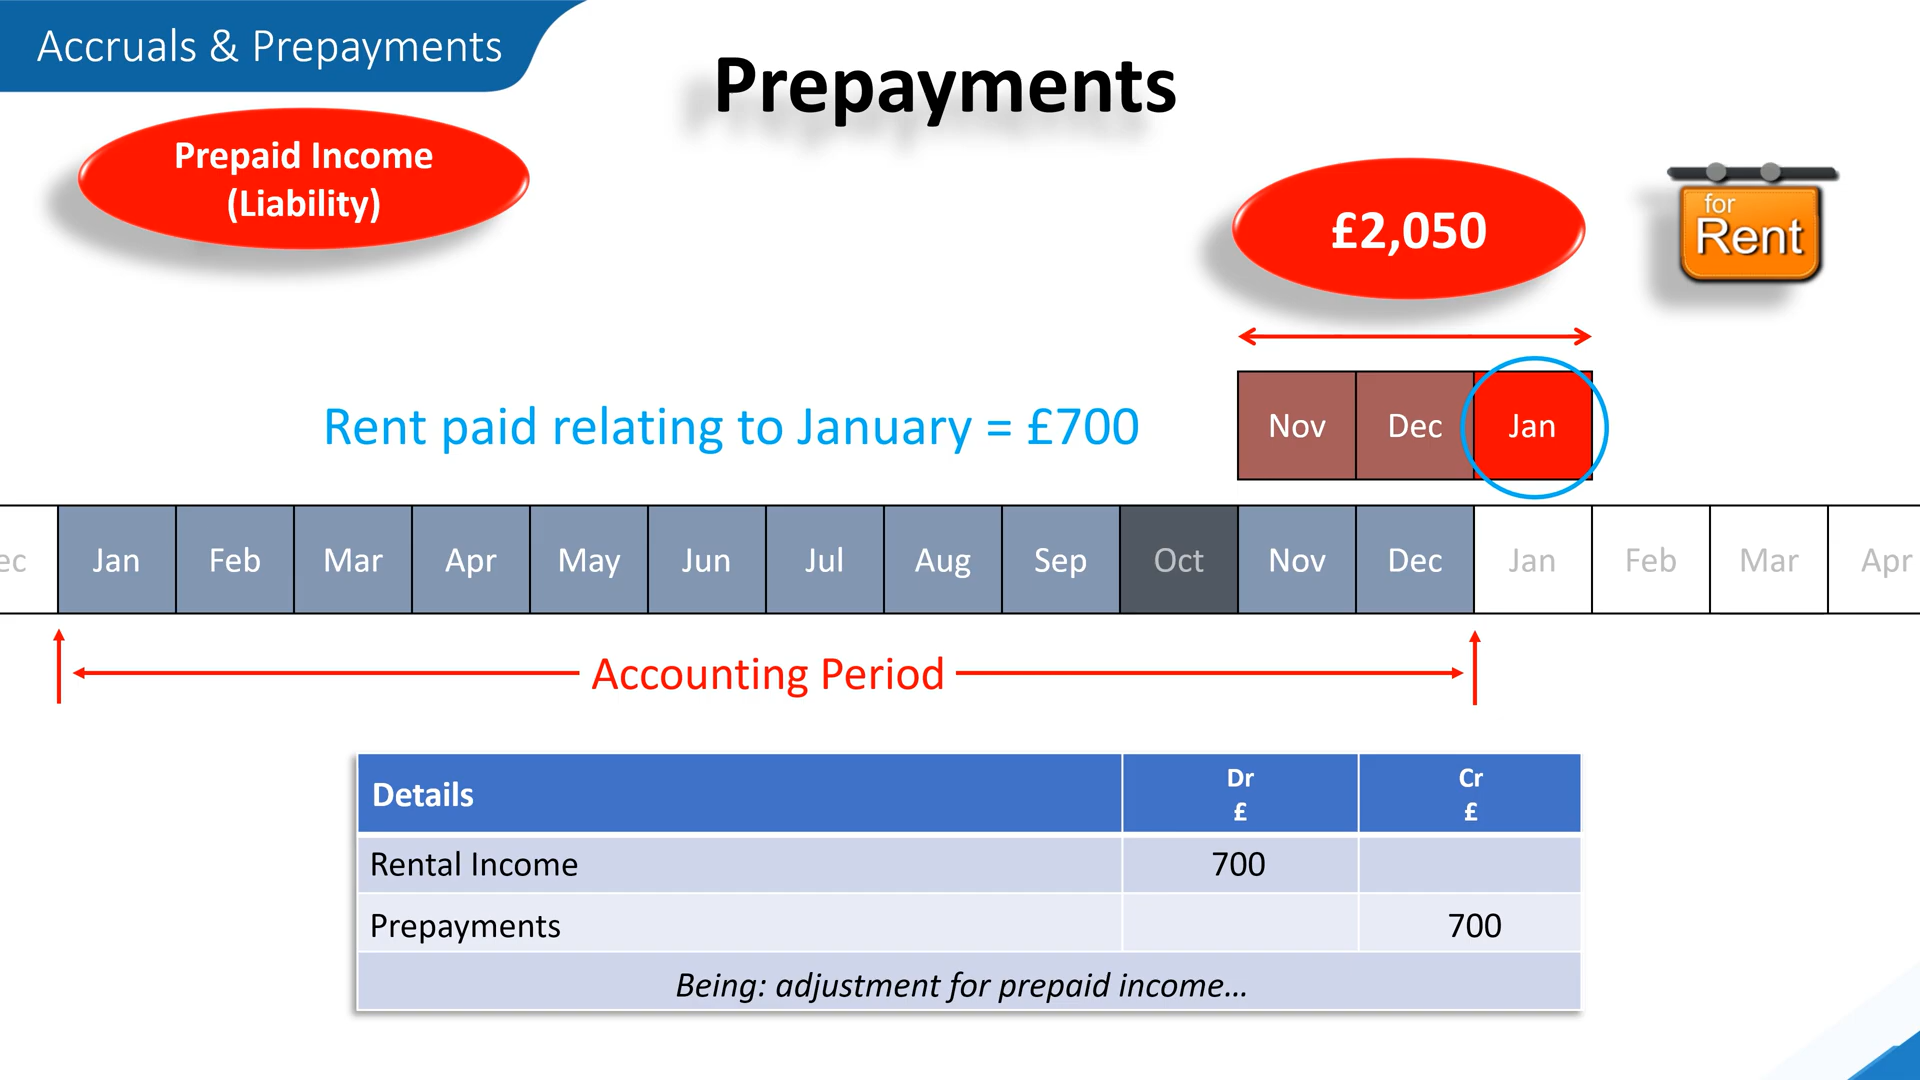 Accruals & Prepayments
Prepayments
Prepaid Income
(Liability)
£2,050
for
Rent
Rent paid relating to January = £700
Nov Dec Jan
ec Jan Feb Mar Apr May Jun Jul Aug Sep Oct Nov Dec Jan Feb Mar Apr
Accounting Period
Details Dr Cr
£ £
Rental Income 700
Prepayments 700
Being: adjustment for prepaid income...